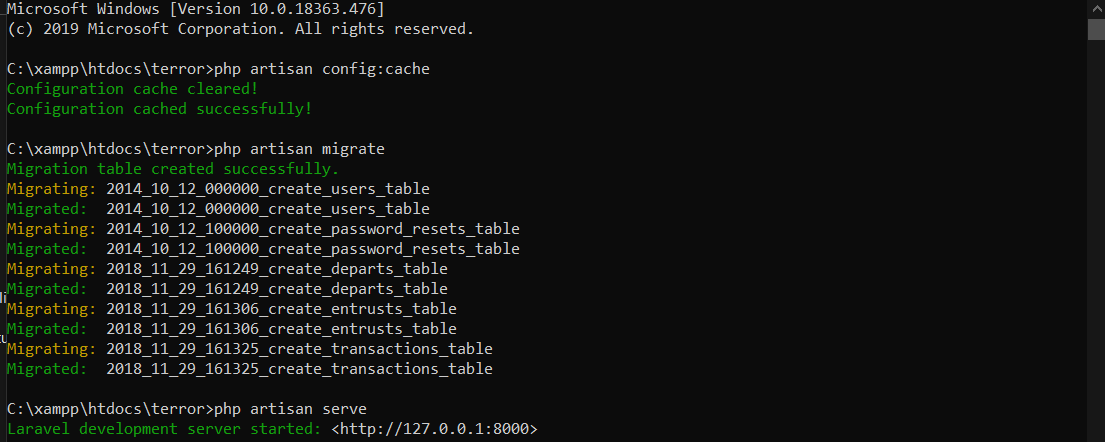 Microsoft Windows [Version 10.0.18363.476]
(c) 2019 Microsoft Corporation. All rights reserved.
C:\xampp\htdocs\terror>php artisan config:cache
Configuration cache cleared!
Configuration cached successfully!
C:\xampp\htdocs\terror>php artisan migrate
Migration table created successfully.
Migrating: 2014_10_12_000000_create_users_table
Migrated:  2014_10_12_000000_create_users_table
Migrating: 2014_10_12_100000_create_password_resets_table
Migrated:  2014_10_12_100000_create_password_resets_table
Migrating: 2018_11_29_161249_create_departs_table
Migrated:  2018_11_29_161249_create_departs_table
Migrating: 2018_11_29_161306_create_entrusts_table
Migrated:  2018_11_29_161306_create_entrusts_table
Migrating: 2018_11_29_161325_create_transactions_table
Migrated:  2018_11_29_161325_create_transactions_table
C:\xampp\htdocs\terror>php artisan serve
Laravel development server started: <http://127.0.0.1:8000>